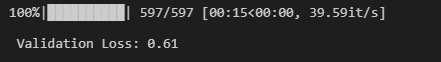 100%|██████████| 597/597 [00:15<00:00, 39.59it/s]
Validation Loss: 0.61